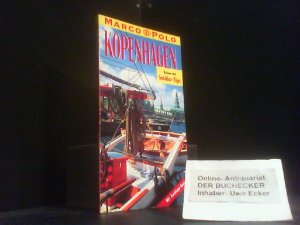 MARCO POLO
KOPENHAGEN
Reisen mit
Insider-Tips
Online- Antiquariat
DER BUCHECKER
Inhaber: Uwe Ecker